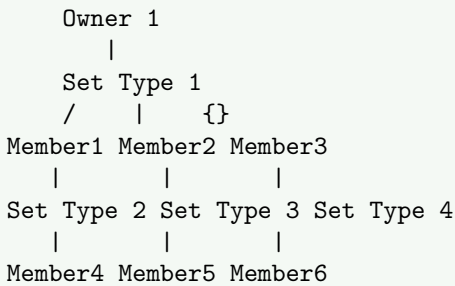 Owner 1
       |
    Set Type 1
    /    |    {}
Member1 Member2 Member3
   |        |        |
Set Type 2 Set Type 3 Set Type 4
   |        |        |
Member4 Member5 Member6